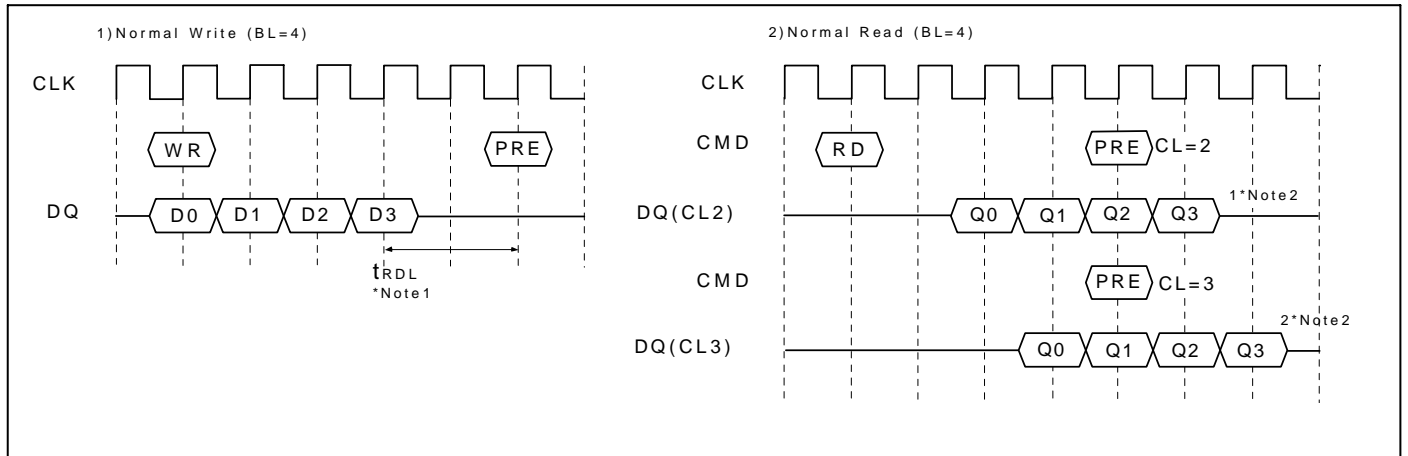 1)Normal Write (BL=4)
CLK
WR
PRE
DQ
D0 D1 D2 D3
tRDL
*Note1
2)Normal Read (BL=4)
CLK
CMD
RD
PRE CL=2
DQ(CL2)
Q0 Q1 Q2 Q3
1*Note2
CMD
PRE CL=3
DQ(CL3)
Q0 Q1 Q2 Q3
2*Note2